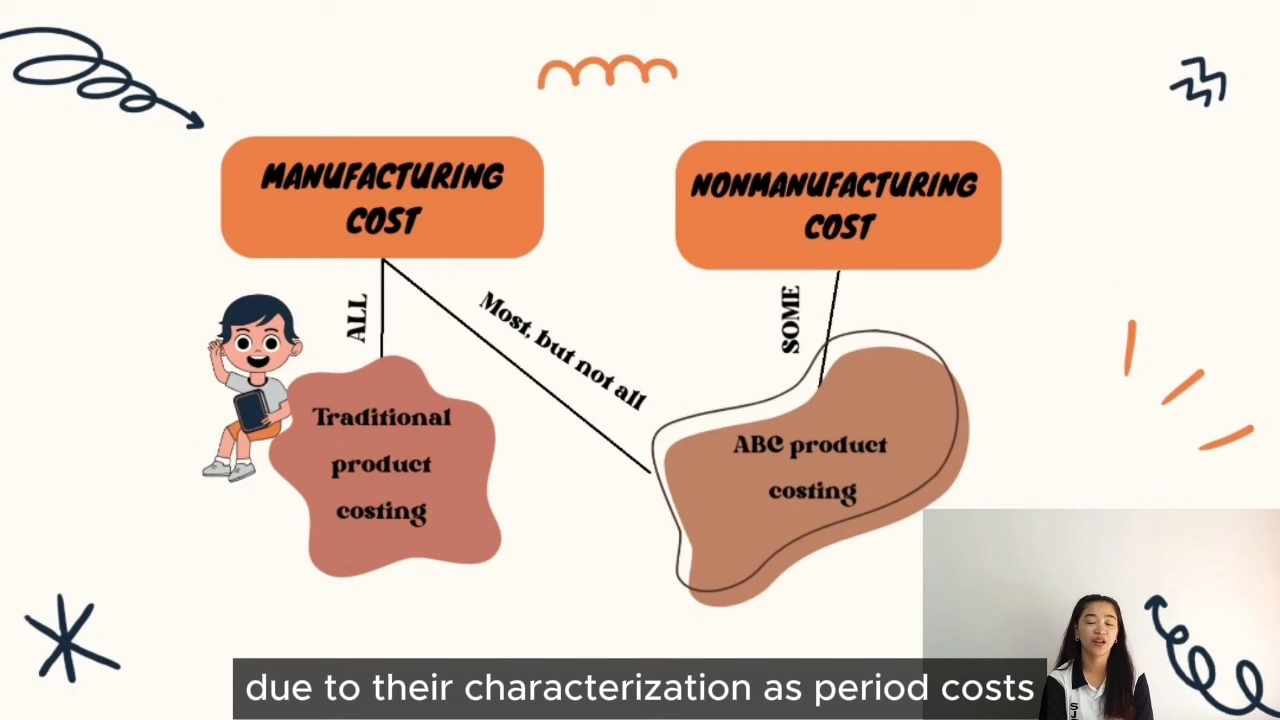 MANUFACTURING
COST
NONMANUFACTURING
COST
ALL
Most, but not all
SOME
Traditional
product
costing
ABC product
costing
due to their characterization as period costs